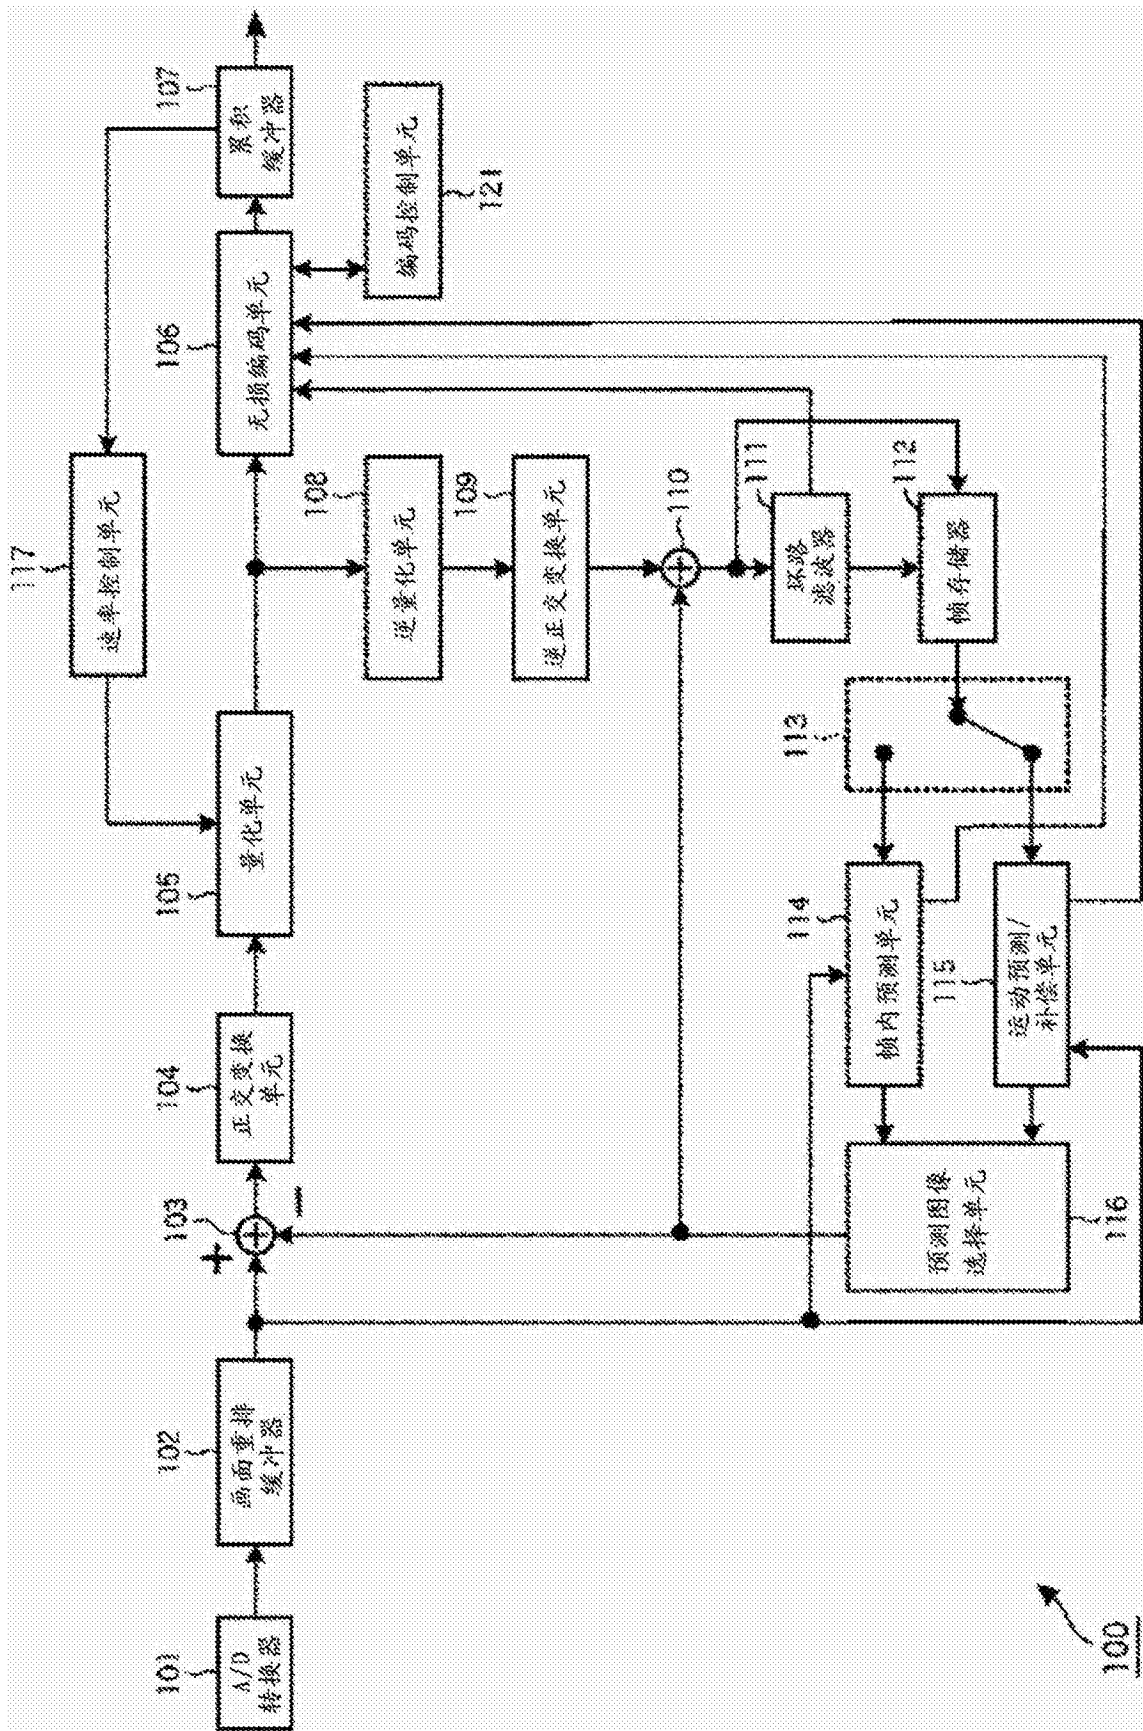 101
A/D
转换器
102
画面重排
缓冲器
103
+
−
104
正交变换
单元
105
量化单元
117
速率控制单元
106
无损编码单元
107
累积
缓冲器
编码控制单元
121
108
逆量化单元
109
逆正交变换单元
110
111
环路
滤波器
112
帧存储器
113
114
帧内预测单元
115
运动预测/
补偿单元
预测图像
选择单元
116
100